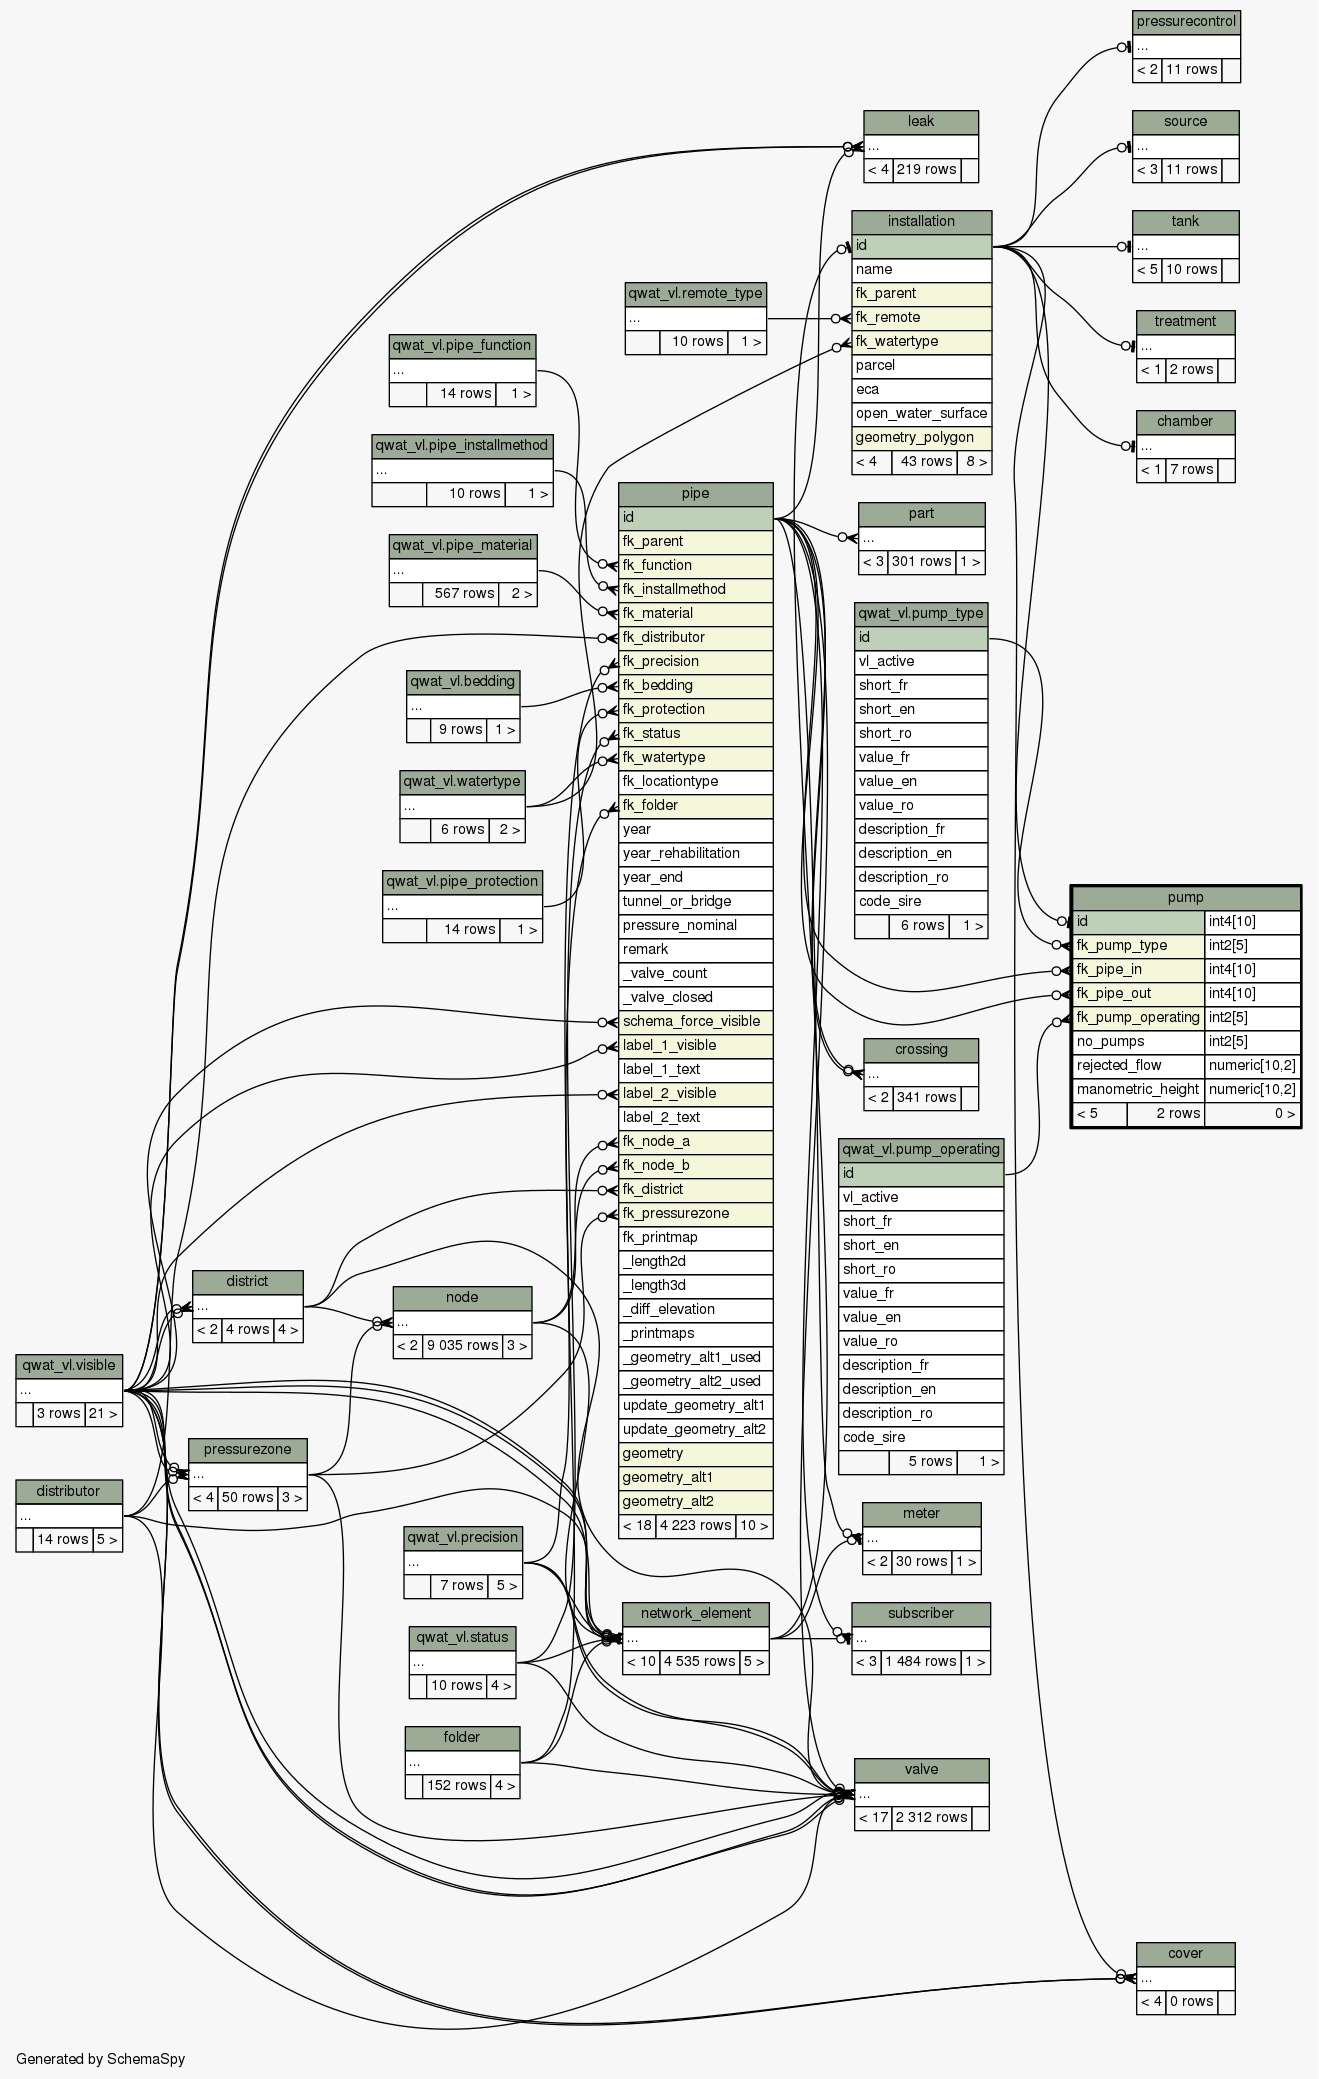 pressurecontrol
...
< 2 11 rows
source
...
< 3 11 rows
tank
...
< 5 10 rows
treatment
...
< 1 2 rows
chamber
...
< 1 7 rows
leak
...
< 4 219 rows
installation
id
name
fk_parent
fk_remote
fk_watertype
parcel
eca
open_water_surface
geometry_polygon
< 4 43 rows 8 >
qwat_vl.remote_type
...
10 rows 1 >
qwat_vl.pipe_function
...
14 rows 1 >
qwat_vl.pipe_installmethod
...
10 rows 1 >
qwat_vl.pipe_material
...
567 rows 2 >
qwat_vl.bedding
...
9 rows 1 >
qwat_vl.watertype
...
6 rows 2 >
qwat_vl.pipe_protection
...
14 rows 1 >
pipe
id
fk_parent
fk_function
fk_installmethod
fk_material
fk_distributor
fk_precision
fk_bedding
fk_protection
fk_status
fk_watertype
fk_locationtype
fk_folder
year
year_rehabilitation
year_end
tunnel_or_bridge
pressure_nominal
remark
_valve_count
_valve_closed
schema_force_visible
label_1_visible
label_1_text
label_2_visible
label_2_text
fk_node_a
fk_node_b
fk_district
fk_pressurezone
fk_printmap
_length2d
_length3d
_diff_elevation
_printmaps
_geometry_alt1_used
_geometry_alt2_used
update_geometry_alt1
update_geometry_alt2
geometry
geometry_alt1
geometry_alt2
< 18 4 223 rows 10 >
part
...
< 3 301 rows 1 >
qwat_vl.pump_type
id
vl_active
short_fr
short_en
short_ro
value_fr
value_en
value_ro
description_fr
description_en
description_ro
code_sire
6 rows 1 >
pump
id int4[10]
fk_pump_type int2[5]
fk_pipe_in int4[10]
fk_pipe_out int4[10]
fk_pump_operating int2[5]
no_pumps int2[5]
rejected_flow numeric[10,2]
manometric_height numeric[10,2]
< 5 2 rows 0 >
crossing
...
< 2 341 rows
qwat_vl.pump_operating
id
vl_active
short_fr
short_en
short_ro
value_fr
value_en
value_ro
description_fr
description_en
description_ro
code_sire
5 rows 1 >
district
...
< 2 4 rows 4 >
node
...
< 2 9 035 rows 3 >
qwat_vl.visible
...
3 rows 21 >
pressurezone
...
< 4 50 rows 3 >
distributor
...
14 rows 5 >
qwat_vl.precision
...
7 rows 5 >
meter
...
< 2 30 rows 1 >
network_element
...
< 10 4 535 rows 5 >
subscriber
...
< 3 1 484 rows 1 >
qwat_vl.status
...
10 rows 4 >
folder
...
152 rows 4 >
valve
...
< 17 2 312 rows
cover
...
< 4 0 rows
Generated by SchemaSpy